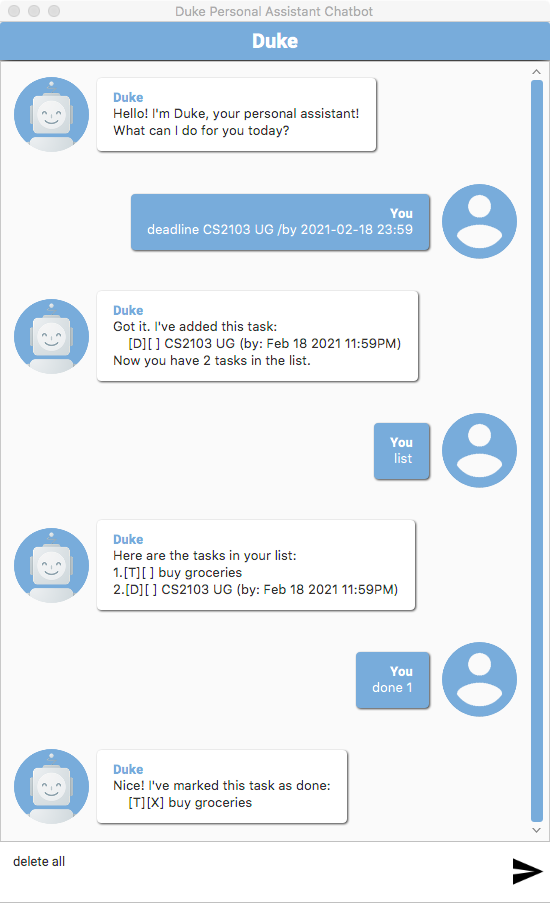 Duke Personal Assistant Chatbot
Duke
Duke
Hello! I'm Duke, your personal assistant!
What can I do for you today?
You
deadline CS2103 UG /by 2021-02-18 23:59
Duke
Got it. I've added this task:
[D][ ] CS2103 UG (by: Feb 18 2021 11:59PM)
Now you have 2 tasks in the list.
You
list
Duke
Here are the tasks in your list:
1.[T][ ] buy groceries
2.[D][ ] CS2103 UG (by: Feb 18 2021 11:59PM)
You
done 1
Duke
Nice! I've marked this task as done:
[T][X] buy groceries
delete all